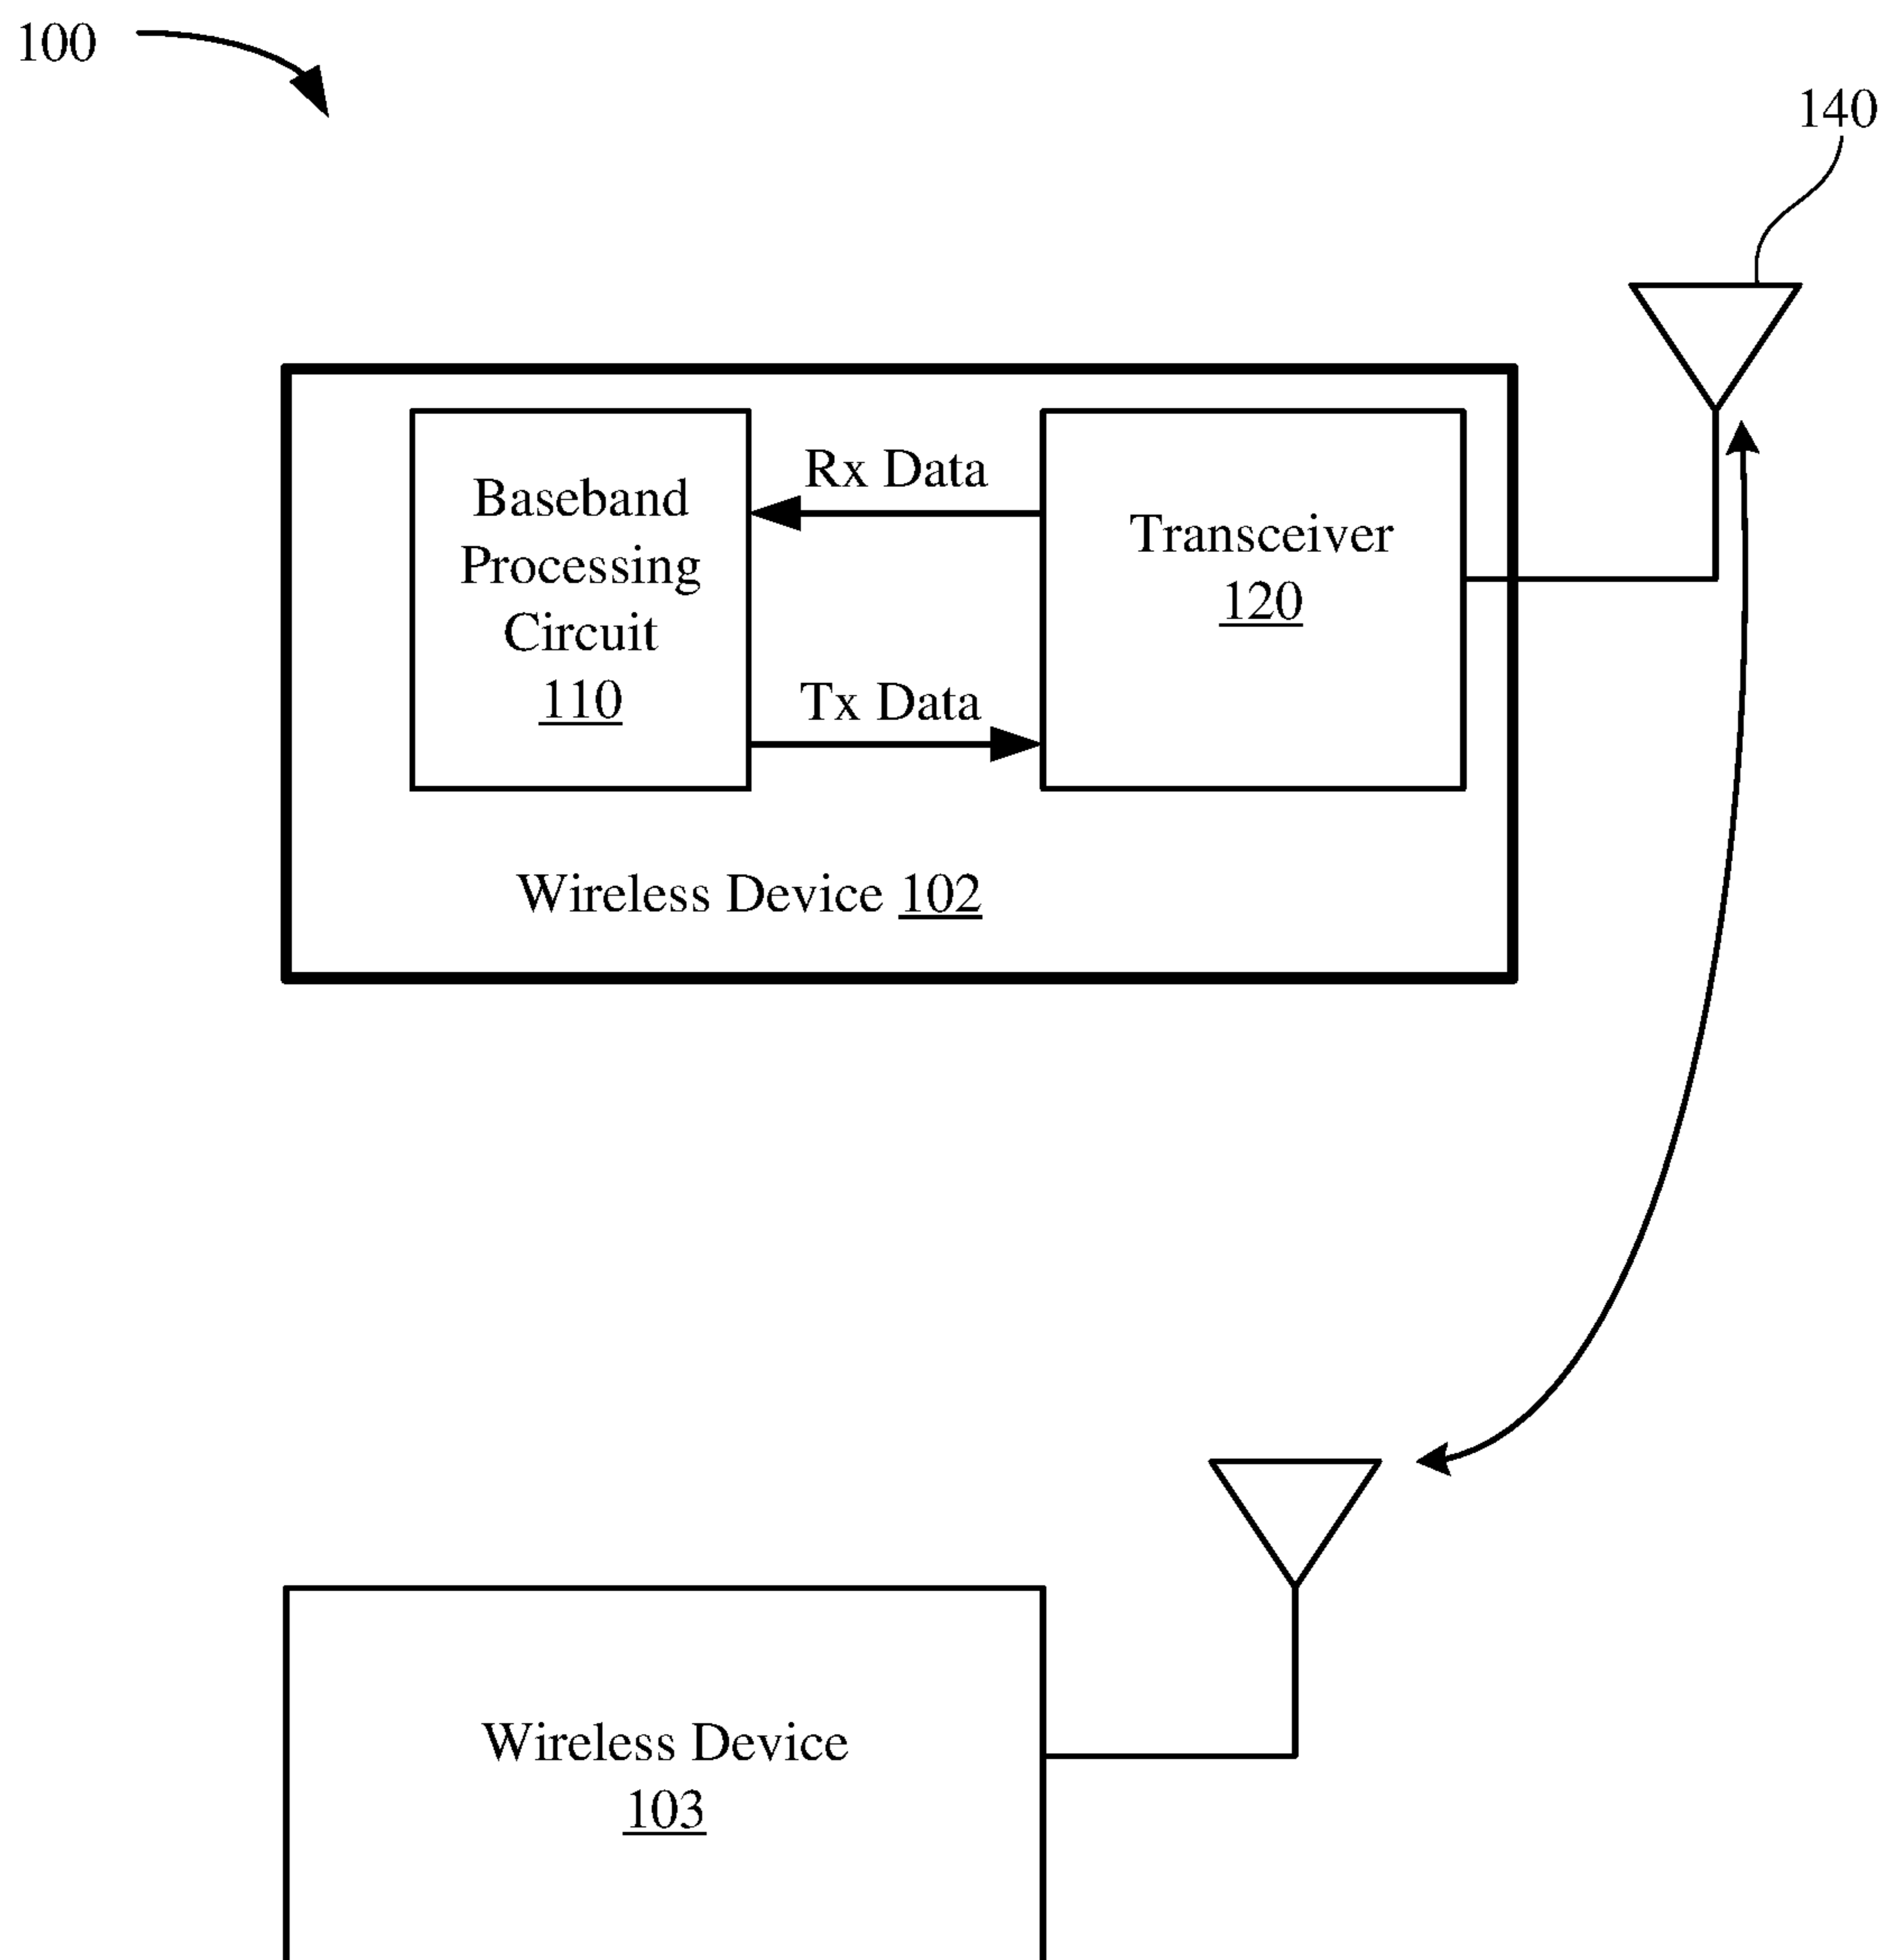 100
140
Baseband
Processing
Circuit
110
Rx Data
Tx Data
Transceiver
120
Wireless Device 102
Wireless Device
103